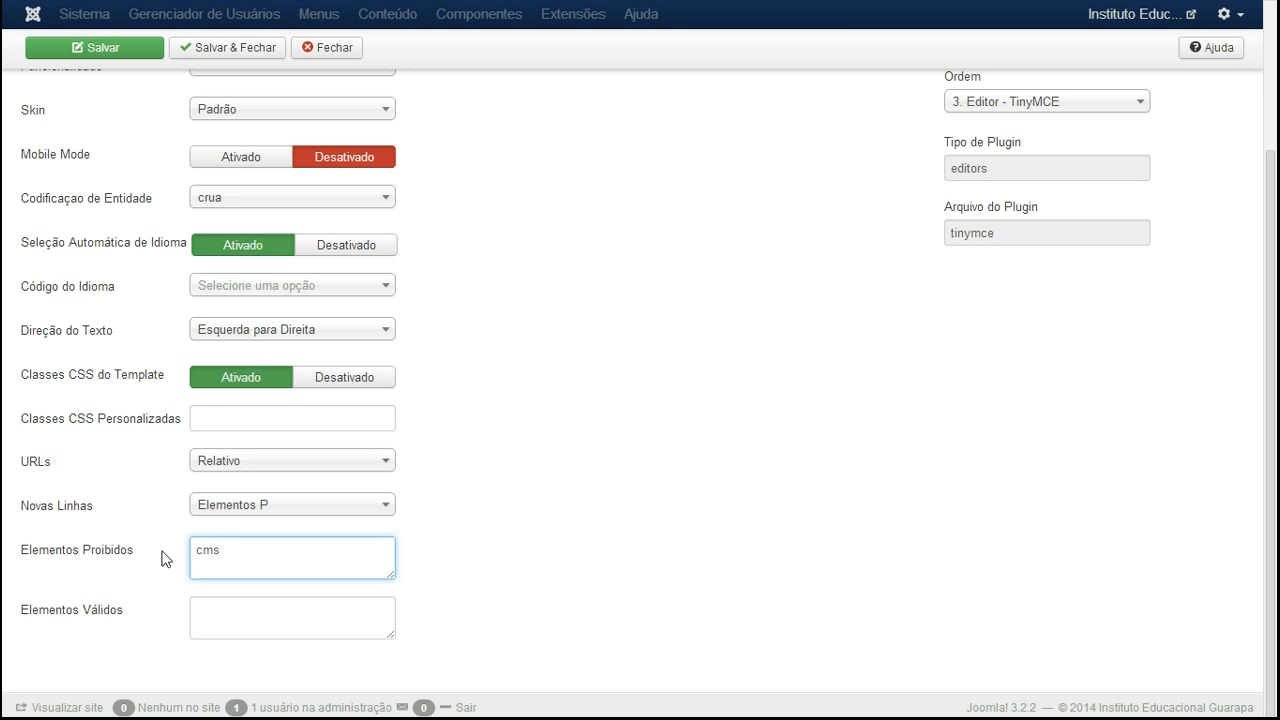 Sistema Gerenciador de Usuários Menus Conteúdo Componentes Extensões Ajuda Instituto Educ...
Salvar Salvar & Fechar Fechar Ajuda
Skin Padrão
Mobile Mode Ativado Desativado
Codificaçao de Entidade crua
Seleção Automática de Idioma Ativado Desativado
Código do Idioma Selecione uma opção
Direção do Texto Esquerda para Direita
Classes CSS do Template Ativado Desativado
Classes CSS Personalizadas
URLs Relativo
Novas Linhas Elementos P
Elementos Proibidos cms
Elementos Válidos
Ordem
3. Editor - TinyMCE
Tipo de Plugin
editors
Arquivo do Plugin
tinymce
Visualizar site 0 Nenhum no site 1 1 usuário na administração 0 Sair Joomla! 3.2.2 — © 2014 Instituto Educacional Guarapa